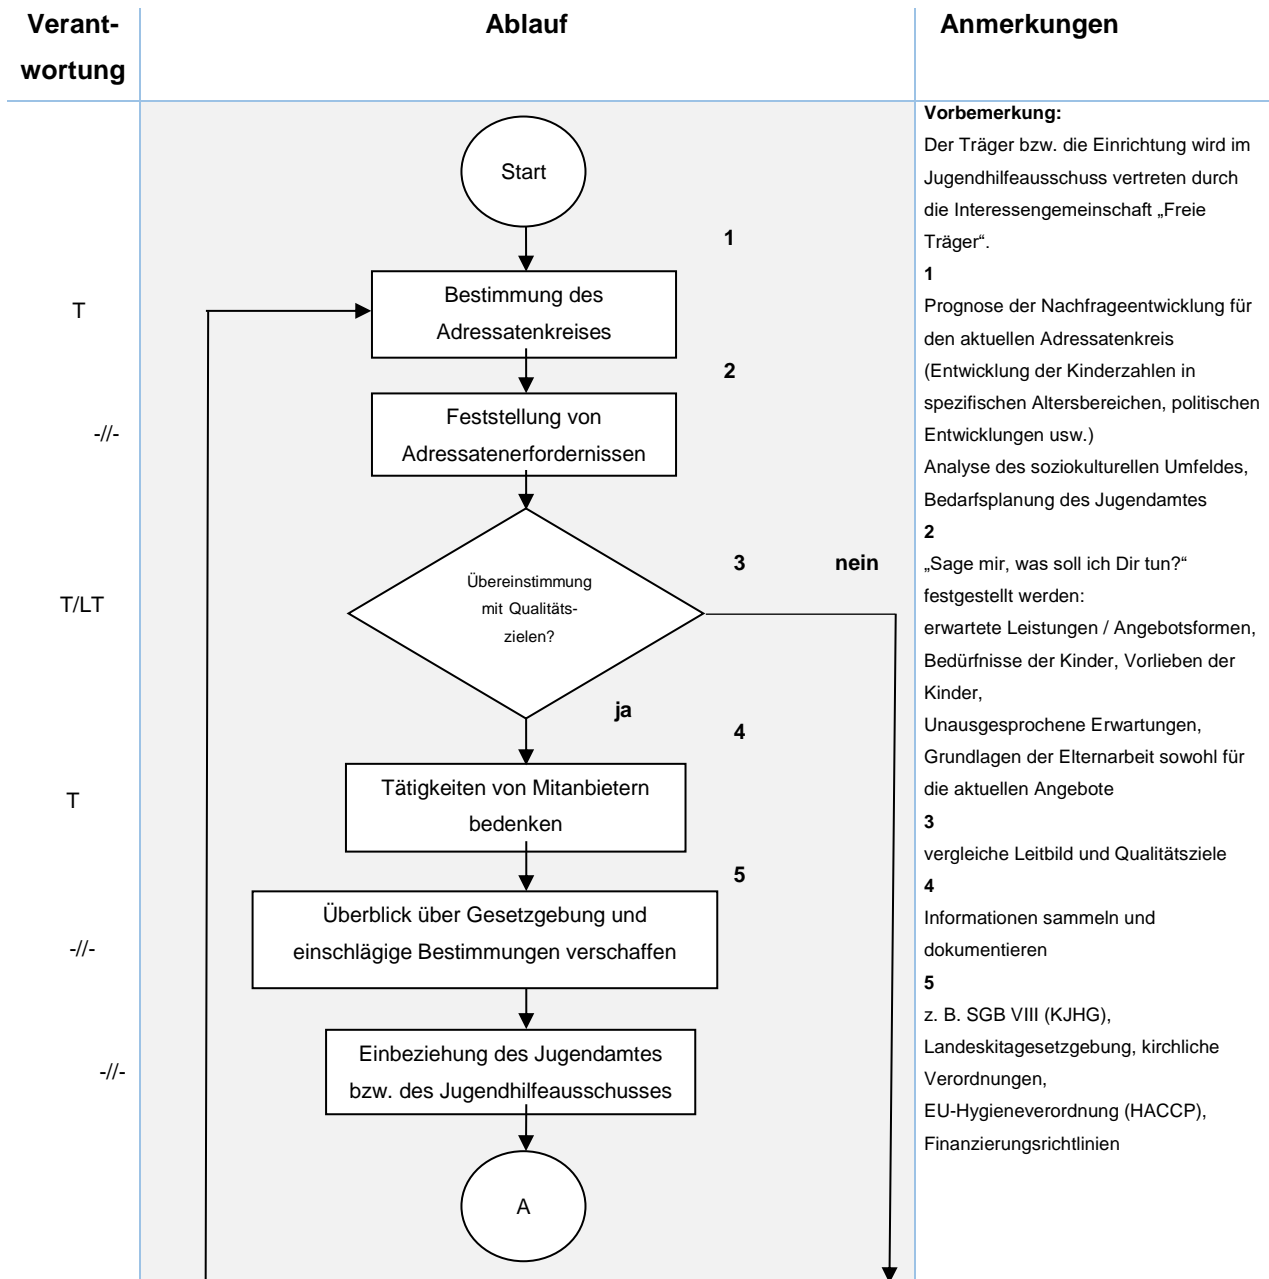 Verant-
wortung
Ablauf
Anmerkungen
Start
1
T
Bestimmung des
Adressatenkreises
2
-//-
Feststellung von
Adressatenerfordernissen
T/LT
Übereinstimmung
mit Qualitäts-
zielen?
3
nein
ja
4
T
Tätigkeiten von Mitanbietern
bedenken
5
-//-
Überblick über Gesetzgebung und
einschlägige Bestimmungen verschaffen
-//-
Einbeziehung des Jugendamtes
bzw. des Jugendhilfeausschusses
A
Vorbemerkung:
Der Träger bzw. die Einrichtung wird im
Jugendhilfeausschuss vertreten durch
die Interessengemeinschaft „Freie
Träger“.
1
Prognose der Nachfrageentwicklung für
den aktuellen Adressatenkreis
(Entwicklung der Kinderzahlen in
spezifischen Altersbereichen, politischen
Entwicklungen usw.)
Analyse des soziokulturellen Umfeldes,
Bedarfsplanung des Jugendamtes
2
„Sage mir, was soll ich Dir tun?“
festgestellt werden:
erwartete Leistungen / Angebotsformen,
Bedürfnisse der Kinder, Vorlieben der
Kinder,
Unausgesprochene Erwartungen,
Grundlagen der Elternarbeit sowohl für
die aktuellen Angebote
3
vergleiche Leitbild und Qualitätsziele
4
Informationen sammeln und
dokumentieren
5
z. B. SGB VIII (KJHG),
Landeskitagesetzgebung, kirchliche
Verordnungen,
EU-Hygieneverordnung (HACCP),
Finanzierungsrichtlinien